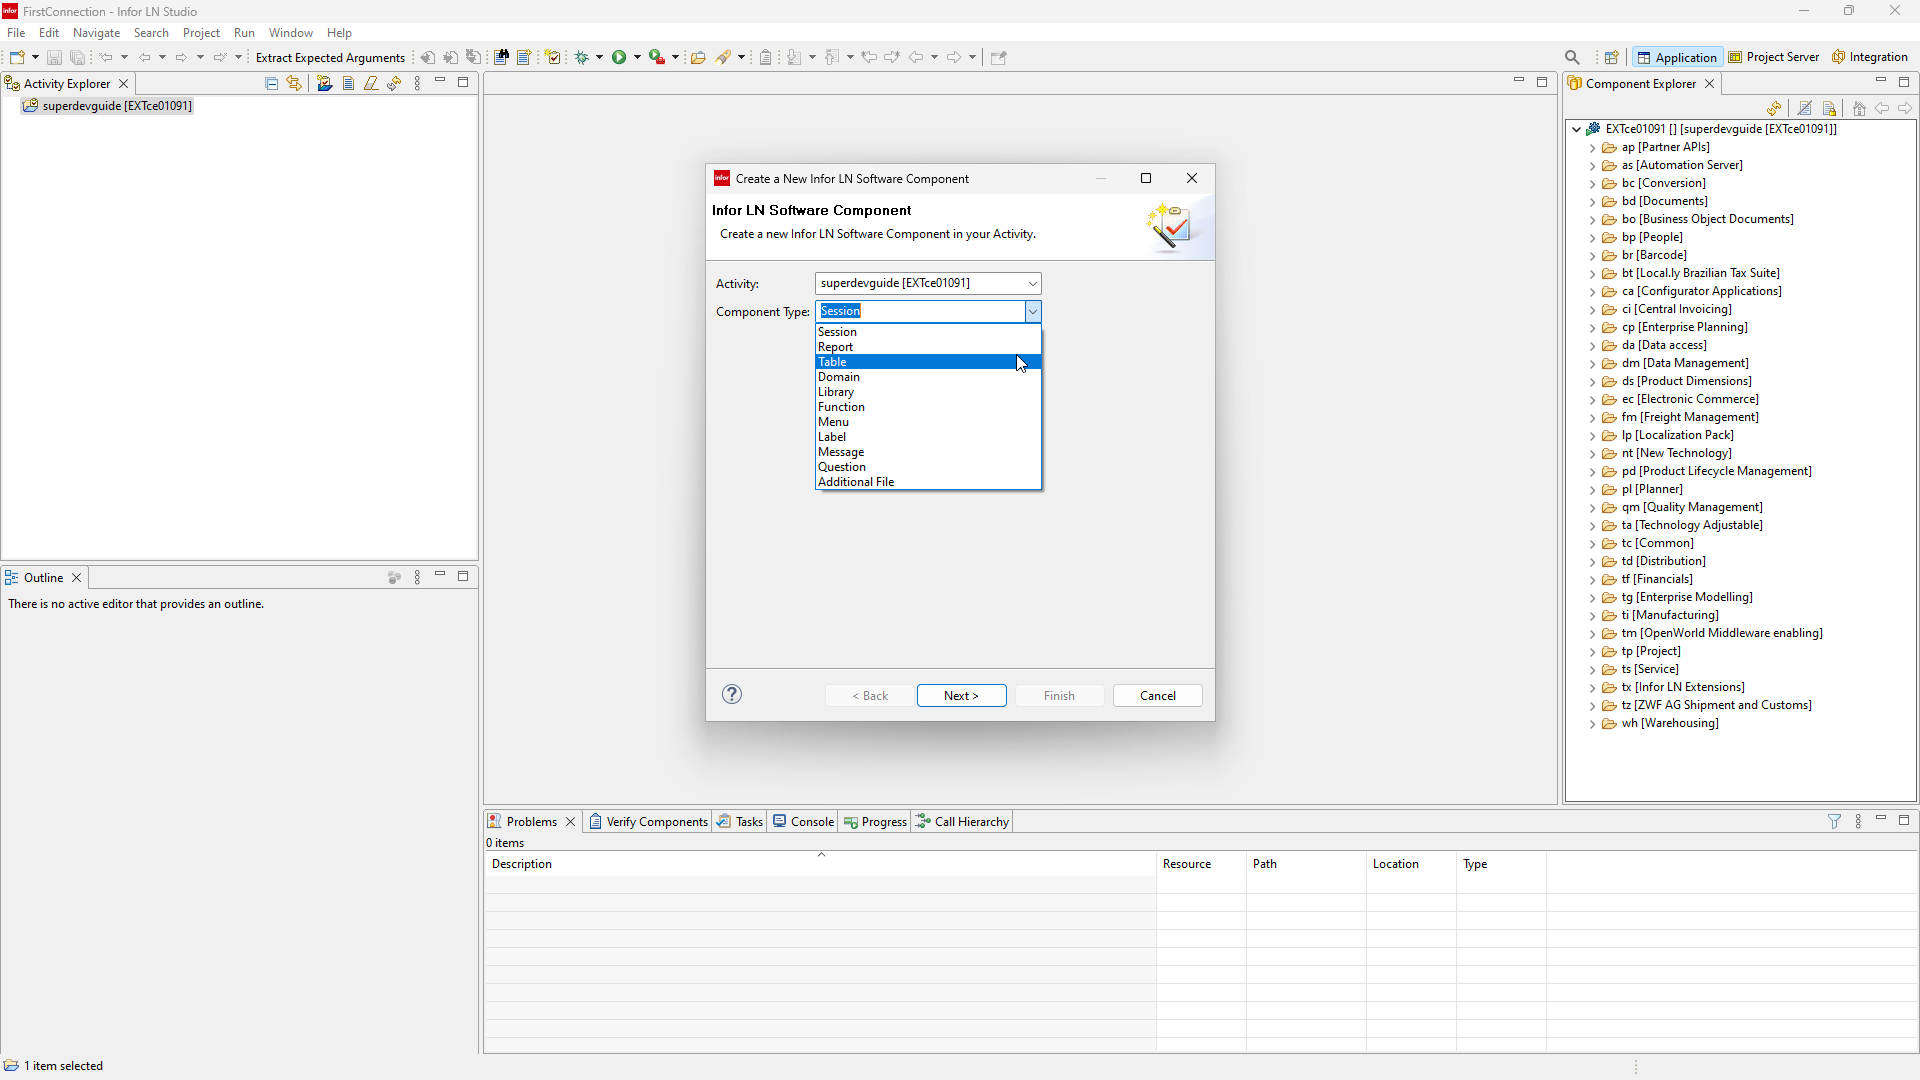 infor FirstConnection - Infor LN Studio
File Edit Navigate Search Project Run Window Help
Extract Expected Arguments
Application Project Server Integration
Activity Explorer
superdevguide [EXTce01091]
Outline
There is no active editor that provides an outline.
infor Create a New Infor LN Software Component
Infor LN Software Component
Create a new Infor LN Software Component in your Activity.
Activity: superdevguide [EXTce01091]
Component Type: Session
Session
Report
Table
Domain
Library
Function
Menu
Label
Message
Question
Additional File
? < Back Next > Finish Cancel
Component Explorer
EXTce01091 [] [superdevguide [EXTce01091]]
ap [Partner APIs]
as [Automation Server]
bc [Conversion]
bd [Documents]
bo [Business Object Documents]
bp [People]
br [Barcode]
bt [Local.ly Brazilian Tax Suite]
ca [Configurator Applications]
ci [Central Invoicing]
cp [Enterprise Planning]
da [Data access]
dm [Data Management]
ds [Product Dimensions]
ec [Electronic Commerce]
fm [Freight Management]
lp [Localization Pack]
nt [New Technology]
pd [Product Lifecycle Management]
pl [Planner]
qm [Quality Management]
ta [Technology Adjustable]
tc [Common]
td [Distribution]
tf [Financials]
tg [Enterprise Modelling]
ti [Manufacturing]
tm [OpenWorld Middleware enabling]
tp [Project]
ts [Service]
tx [Infor LN Extensions]
tz [ZWF AG Shipment and Customs]
wh [Warehousing]
Problems Verify Components Tasks Console Progress Call Hierarchy
0 items
Description Resource Path Location Type
1 item selected